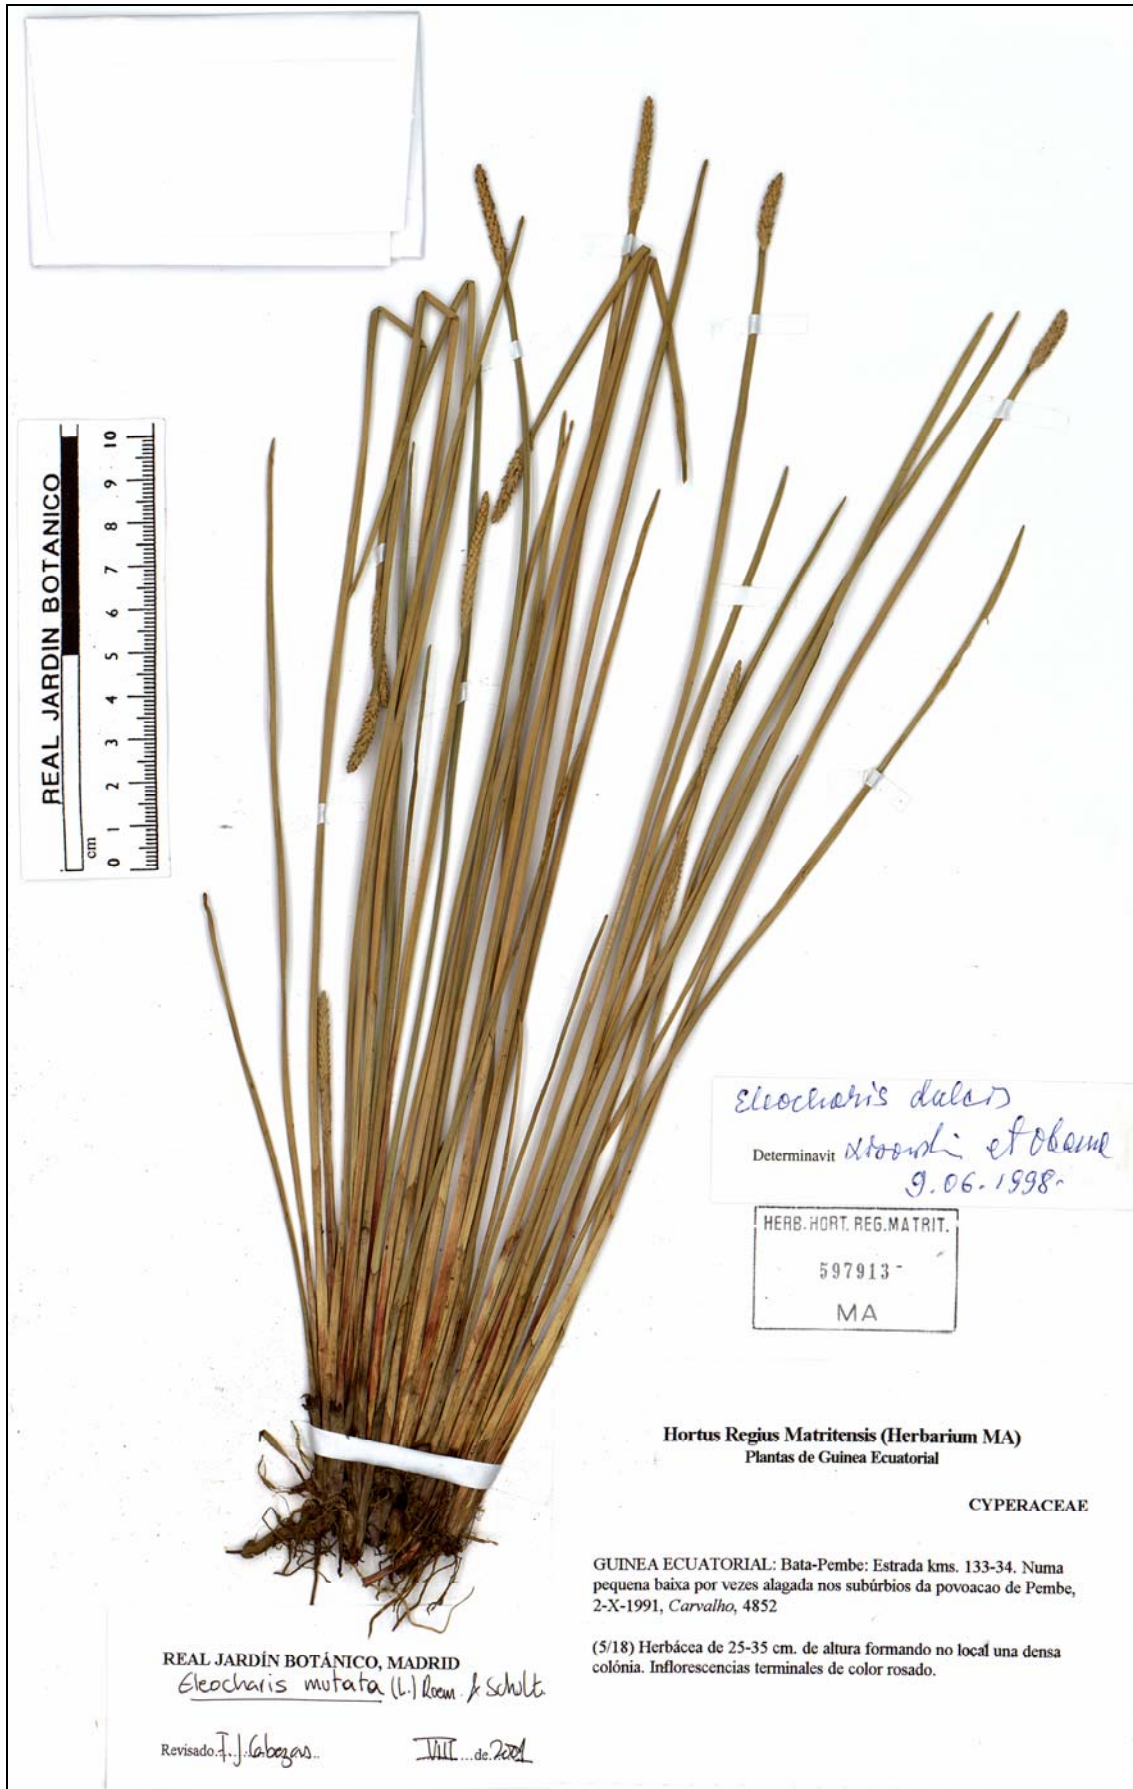 REAL JARDIN BOTANICO
10
9
8
7
6
5
4
3
2
1
0
cm
Eleocharis dulcis
Determinavit Lisowski et Obama
9.06.1998
HERB. HORT. REG. MATRIT.
597913-
MA
Hortus Regius Matritensis (Herbarium MA)
Plantas de Guinea Ecuatorial
CYPERACEAE
GUINEA ECUATORIAL: Bata-Pembe: Estrada kms. 133-34. Numa
pequena baixa por vezes alagada nos subúrbios da povoacao de Pembe,
2-X-1991, Carvalho, 4852
(5/18) Herbácea de 25-35 cm. de altura formando no local una densa
colónia. Inflorescencias terminales de color rosado.
REAL JARDÍN BOTÁNICO, MADRID
Eleocharis mutata (L.) Roem. & Schult.
Revisado F.J. Cabezas VIII de 2001